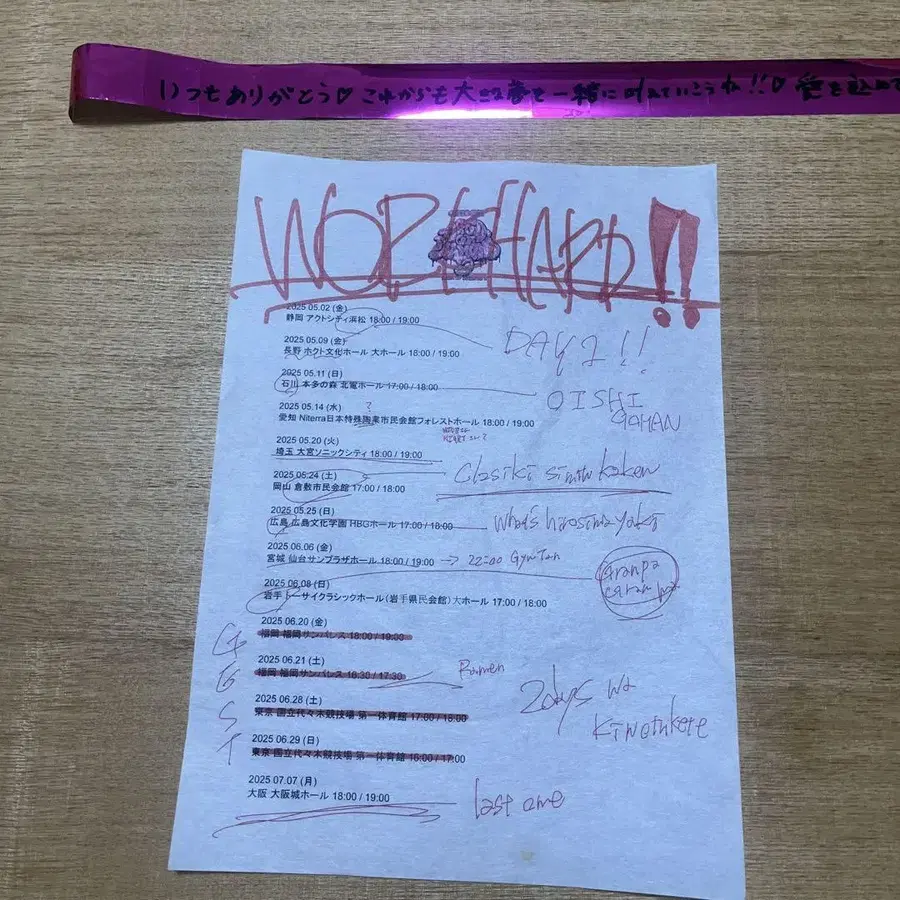 いつもありがとう♡これからも大きな夢を一緒に叶えていこうね!!♡愛を込めて
WORK HARD!!
2025 05.02 (金)
静岡 アクトシティ浜松 18:00 / 19:00
DAY 1!!
2025 05.09 (金)
長野 ホクト文化ホール 大ホール 18:00 / 19:00
2025 05.11 (日)
石川 本多の森 北電ホール 17:00 / 18:00
OISHI
GOHAN
2025 05.14 (水) ?
愛知 Niterra日本特殊陶業市民会館フォレストホール 18:00 / 19:00
2025 05.20 (火)
埼玉 大宮ソニックシティ 18:00 / 19:00
2025 05.24 (土)
岡山 倉敷市民会館 17:00 / 18:00
2025 05.25 (日)
広島 広島文化学園 HBGホール 17:00 / 18:00
what's hirosimayaki
2025 06.06 (金)
宮城 仙台サンプラザホール 18:00 / 19:00 → 22:00 GyuTan
2025 06.08 (日)
岩手 トーサイクラシックホール（岩手県民会館）大ホール 17:00 / 18:00
2025 06.20 (金)
福岡 福岡サンパレス 18:00 / 19:00
2025 06.21 (土)
福岡 福岡サンパレス 16:30 / 17:30
Ramen
2025 06.28 (土)
東京 国立代々木競技場 第一体育館 17:00 / 18:00
2days wa
kiwotukete
2025 06.29 (日)
東京 国立代々木競技場 第一体育館 16:00 / 17:00
2025 07.07 (月)
大阪 大阪城ホール 18:00 / 19:00
last one